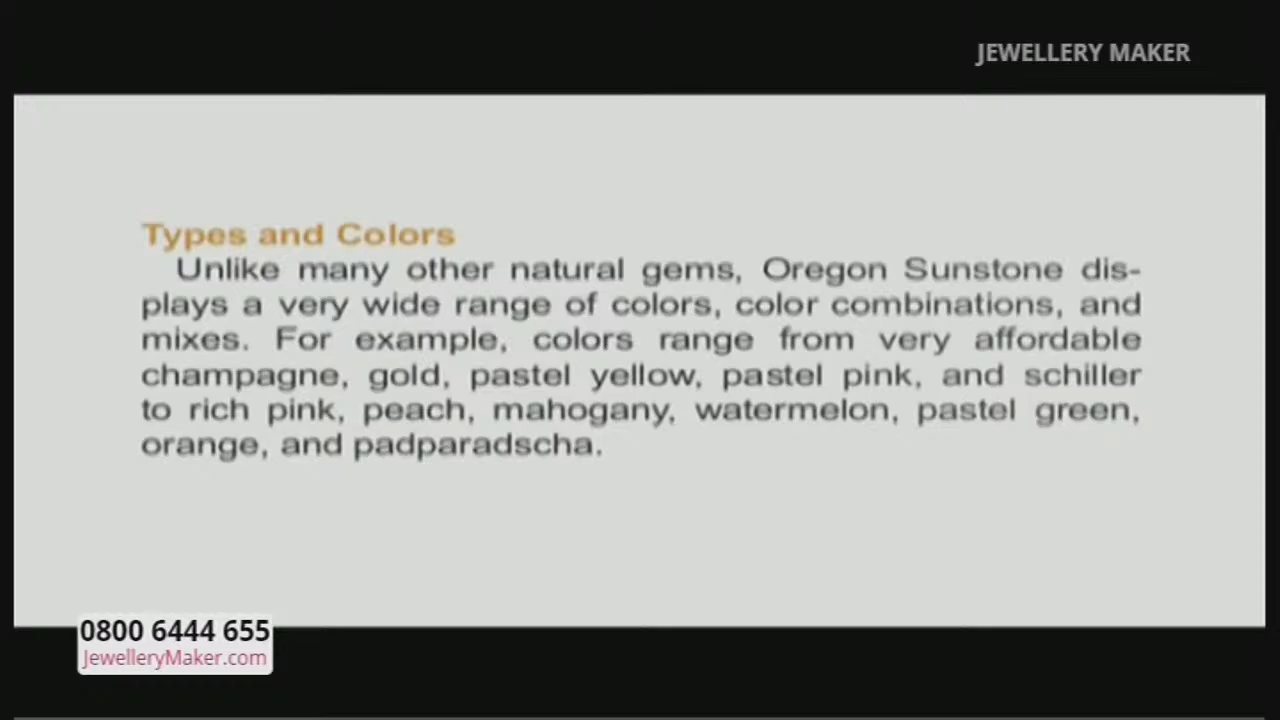 JEWELLERY MAKER
Types and Colors
Unlike many other natural gems, Oregon Sunstone dis-
plays a very wide range of colors, color combinations, and
mixes. For example, colors range from very affordable
champagne, gold, pastel yellow, pastel pink, and schiller
to rich pink, peach, mahogany, watermelon, pastel green,
orange, and padparadscha.
0800 6444 655
JewelleryMaker.com